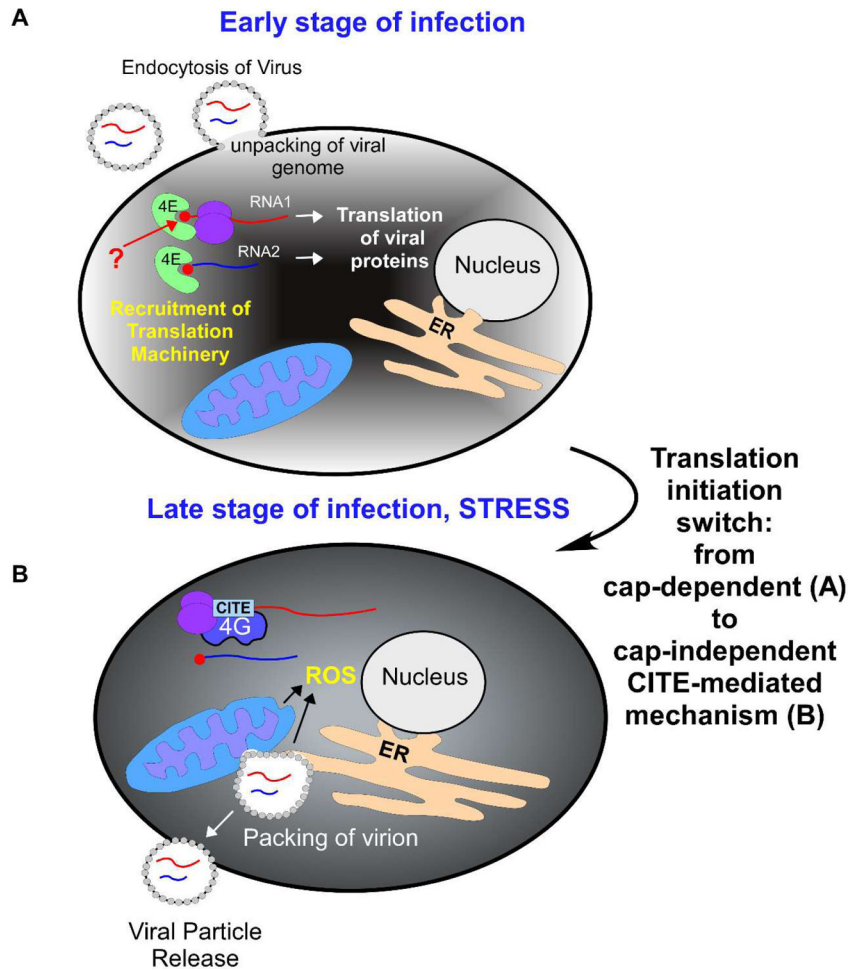 A
Early stage of infection
Endocytosis of Virus
unpacking of viral
genome
4E
RNA1
?
4E
RNA2
Translation
of viral
proteins
Nucleus
ER
Recruitment of
Translation
Machinery
Late stage of infection, STRESS
Translation
initiation
switch:
from
cap-dependent (A)
to
cap-independent
CITE-mediated
mechanism (B)
B
CITE
4G
ROS
Nucleus
ER
Packing of virion
Viral Particle
Release